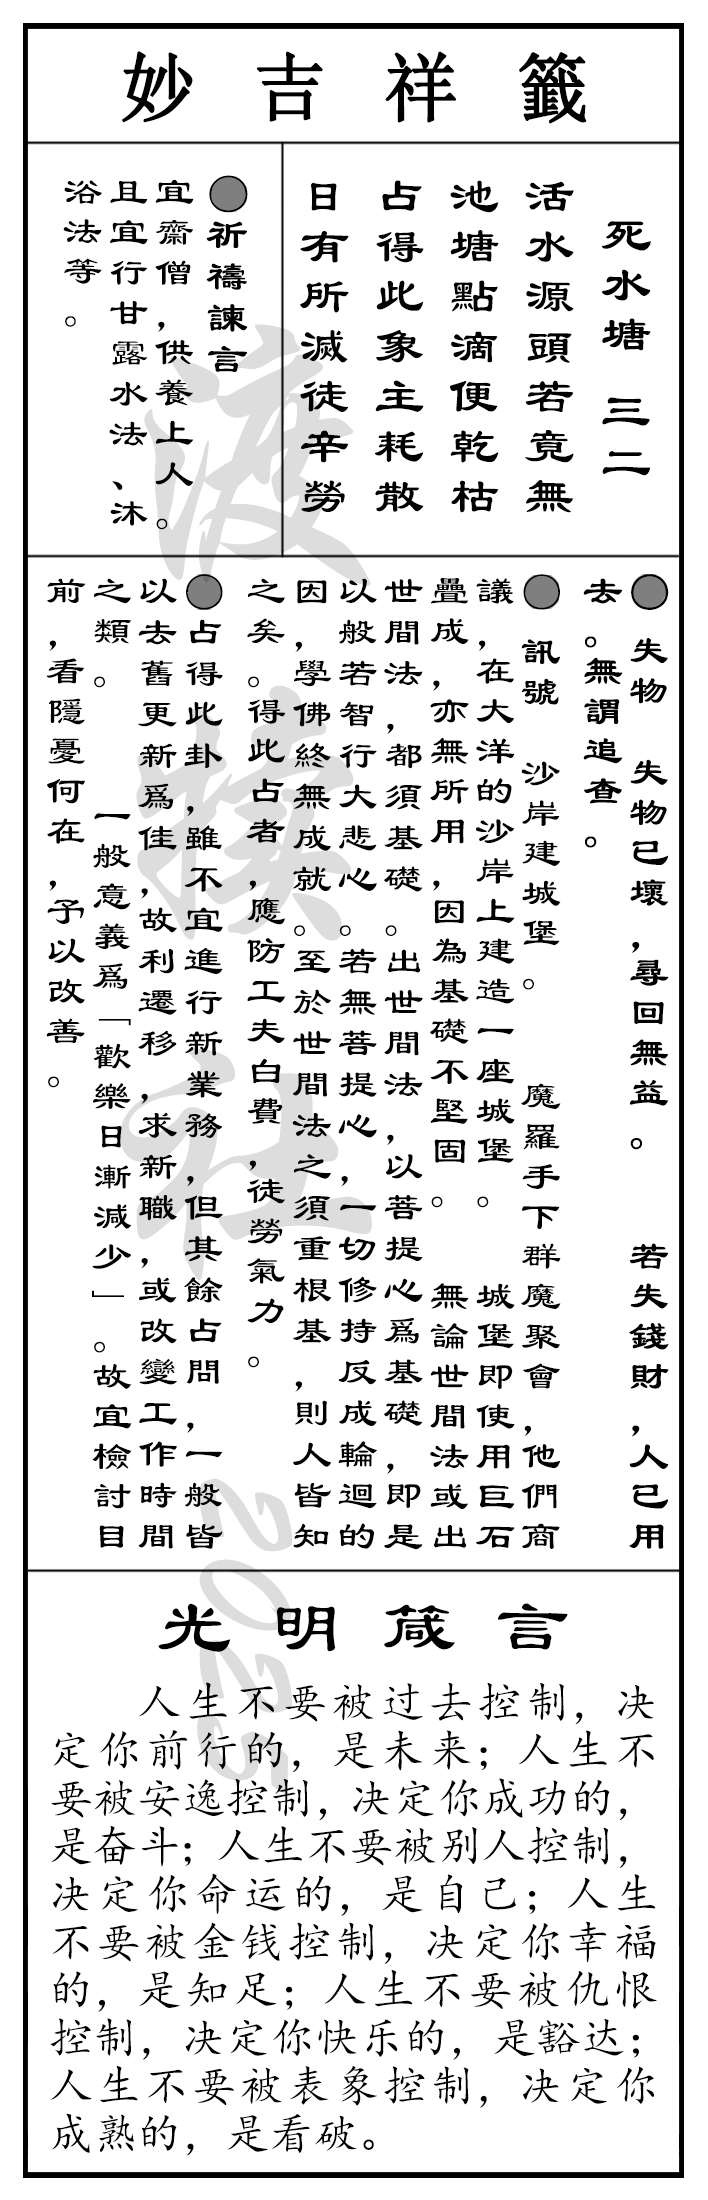 妙吉祥籤
死水塘 三二
活水源頭若竟無
池塘點滴便乾枯
占得此象主耗散
日有所滅徒辛勞
●祈禱諫言
宜齋僧，供養上人。
且宜行甘露水法、沐
浴法等。
● 失物 失物已壞，尋回無益。 若失錢財，人已用
去。無謂追查。
● 訊號 沙岸建城堡。 魔羅手下群魔聚會，他們商
議，在大洋的沙岸上建造一座城堡。 城堡即使用巨石
疊成，亦無所用，因為基礎不堅固。 無論世間法或出
世間法，都須基礎。出世間法，以菩提心爲基礎，即是
以般若智行大悲心。若無菩提心，一切修持反成輪迴的
因，學佛終無成就。至於世間法之須重根基，則人皆知
之矣。得此占者，應防工夫白費，徒勞氣力。
●占得此卦，雖不宜進行新業務，但其餘占問，一般皆
以去舊更新爲佳，故利遷移，求新職，或改變工作時間
之類。 一般意義爲「歡樂日漸減少」。故宜檢討目
前，看隱憂何在，予以改善。
光明箴言
人生不要被过去控制，决
定你前行的，是未来；人生不
要被安逸控制，决定你成功的，
是奋斗；人生不要被别人控制，
决定你命运的，是自己；人生
不要被金钱控制，决定你幸福
的，是知足；人生不要被仇恨
控制，决定你快乐的，是豁达；
人生不要被表象控制，决定你
成熟的，是看破。
渡
社
2025